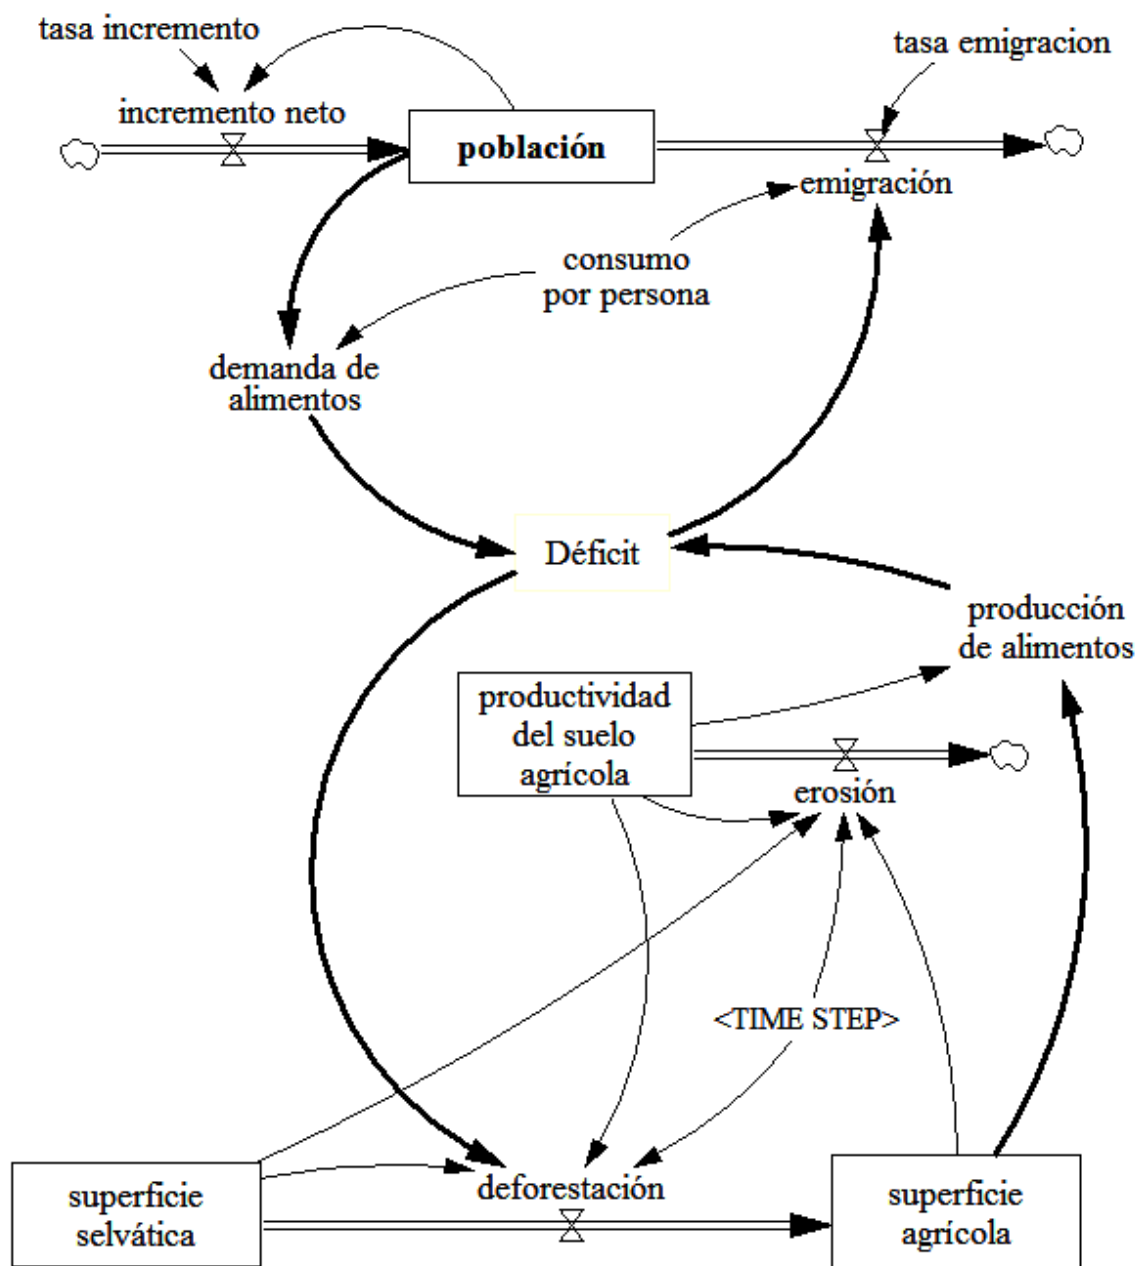 tasa incremento
tasa emigracion
incremento neto
población
emigración
consumo
por persona
demanda de
alimentos
Déficit
producción
de alimentos
productividad
del suelo
agrícola
erosión
<TIME STEP>
deforestación
superficie
selvática
superficie
agrícola